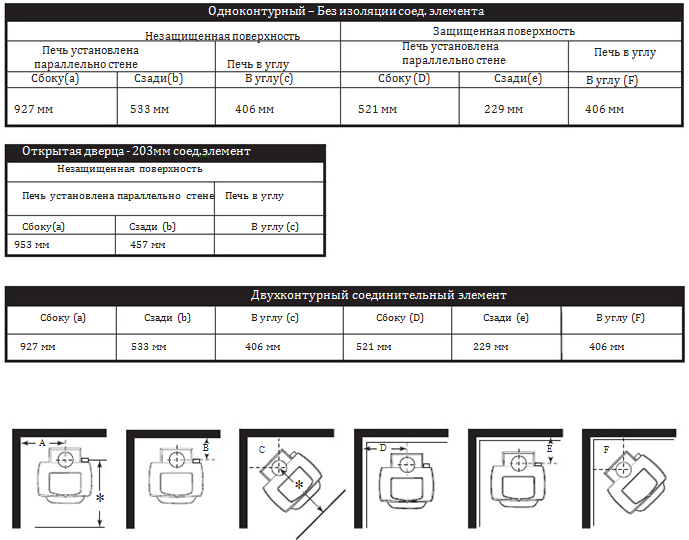 Одноконтурный – Без изоляции соед. элемента
Незащищенная поверхность Защищенная поверхность
Печь установлена параллельно стене Печь в углу Печь установлена параллельно стене Печь в углу
Сбоку(a) Сзади(b) В углу(c) Сбоку (D) Сзади(e) В углу (F)
927 мм 533 мм 406 мм 521 мм 229 мм 406 мм
Открытая дверца - 203мм соед.элемент
Незащищенная поверхность
Печь установлена параллельно стене Печь в углу
Сбоку(a) Сзади (b) В углу (c)
953 мм 457 мм
Двухконтурный соединительный элемент
Сбоку (a) Сзади (b) В углу (c) Сбоку (D) Сзади (e) В углу (F)
927 мм 533 мм 406 мм 521 мм 229 мм 406 мм
A B C D E F
* *